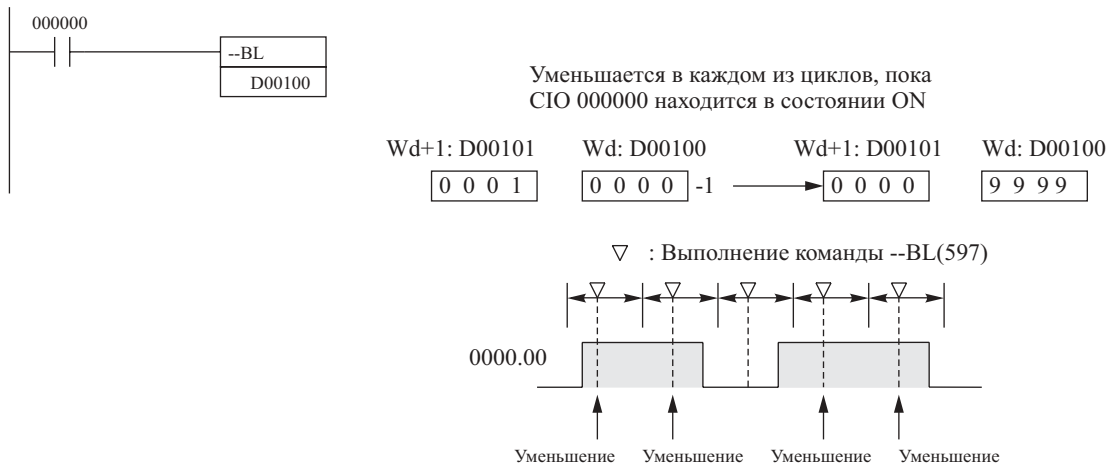 000000
--BL
D00100
Уменьшается в каждом из циклов, пока
CIO 000000 находится в состоянии ON
Wd+1: D00101 Wd: D00100 Wd+1: D00101 Wd: D00100
0 0 0 1 0 0 0 0 -1 0 0 0 0 9 9 9 9
: Выполнение команды --BL(597)
0000.00
Уменьшение Уменьшение Уменьшение Уменьшение